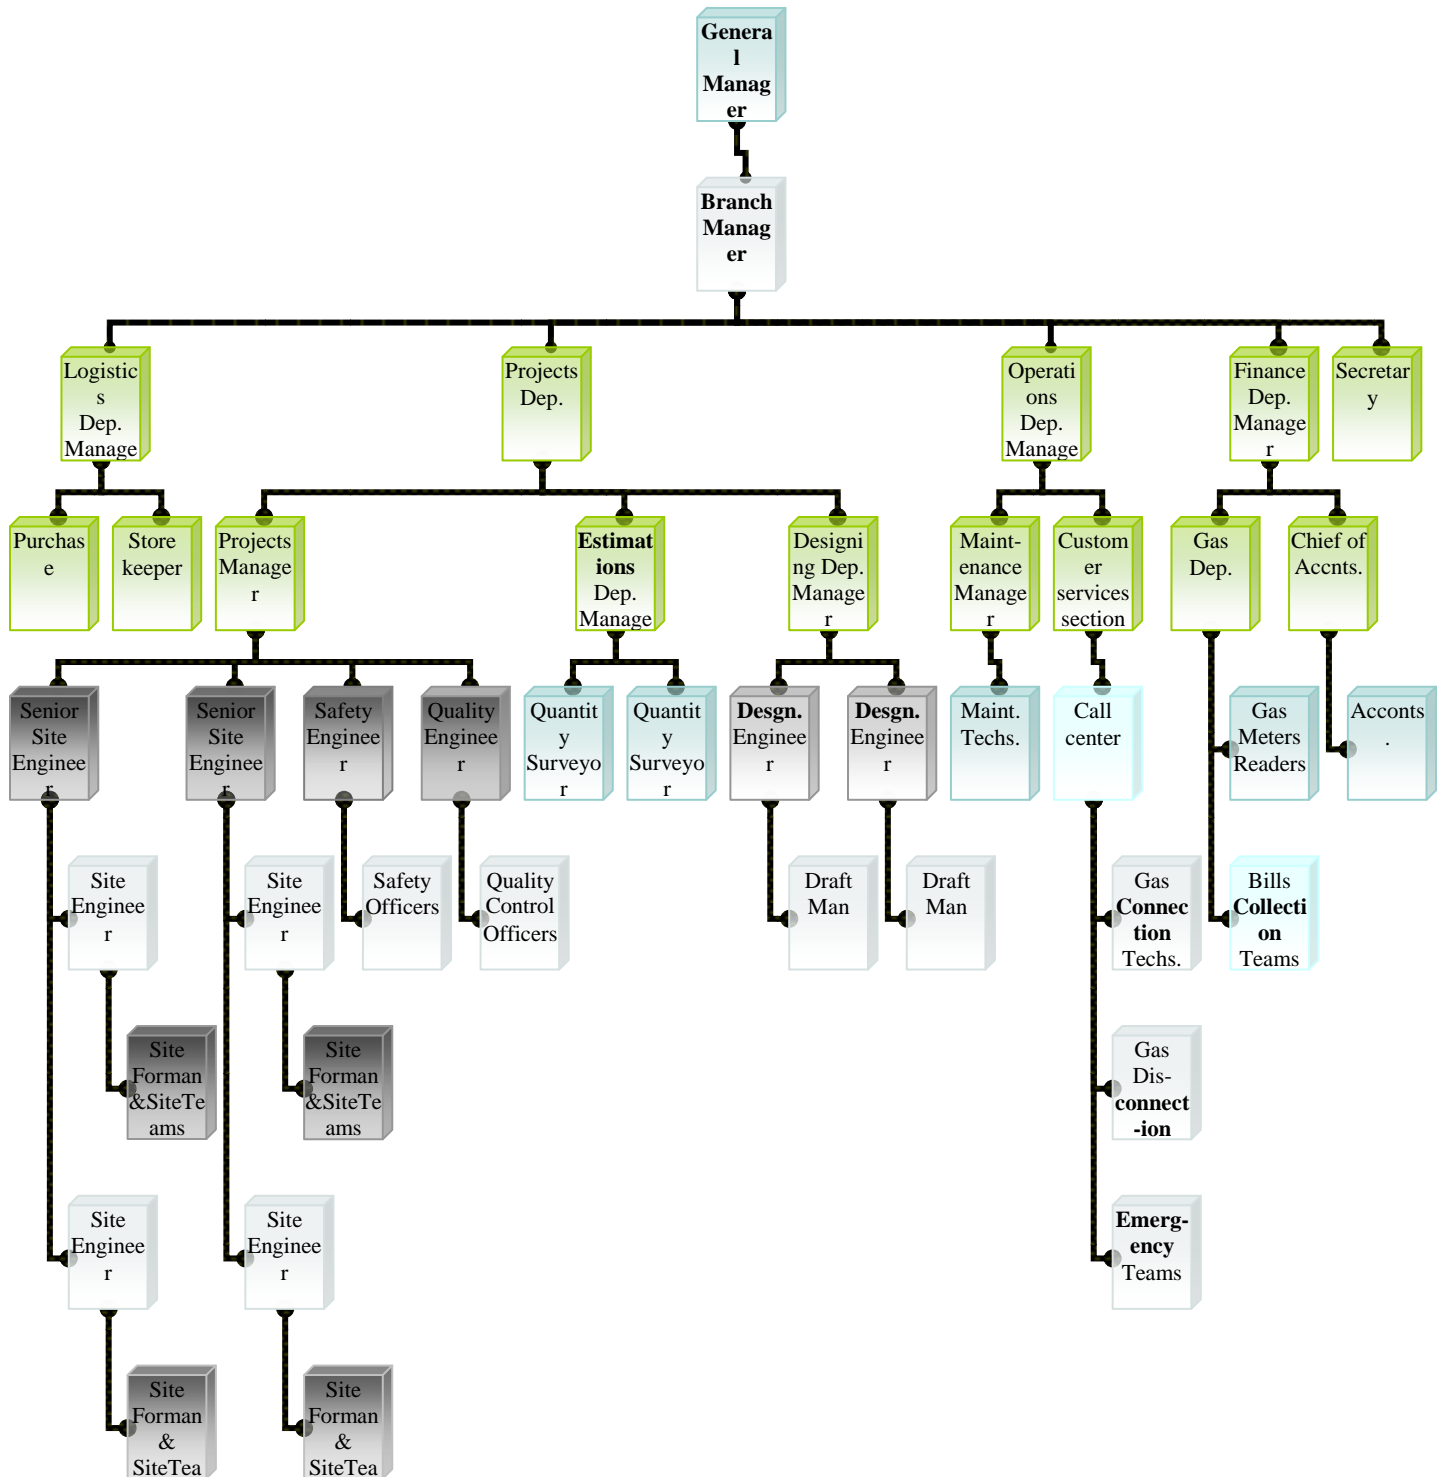 Genera
l
Manag
er
Branch
Manag
er
Logistic
s
Dep.
Manage
Projects
Dep.
Operati
ons
Dep.
Manage
Finance
Dep.
Manage
r
Secretar
y
Purchas
e
Store
keeper
Projects
Manage
r
Estimat
ions
Dep.
Manage
Designi
ng Dep.
Manage
r
Maint-
enance
Manage
r
Custom
er
services
section
Gas
Dep.
Chief of
Accnts.
Senior
Site
Enginee
r
Senior
Site
Enginee
r
Safety
Enginee
r
Quality
Enginee
r
Quantit
y
Surveyo
r
Quantit
y
Surveyo
r
Desgn.
Enginee
r
Desgn.
Enginee
r
Maint.
Techs.
Call
center
Gas
Meters
Readers
Acconts
.
Site
Enginee
r
Site
Enginee
r
Safety
Officers
Quality
Control
Officers
Draft
Man
Draft
Man
Gas
Connec
tion
Techs.
Bills
Collecti
on
Teams
Site
Forman
&SiteTe
ams
Site
Forman
&SiteTe
ams
Gas
Dis-
connect
-ion
Site
Enginee
r
Site
Enginee
r
Emerg-
ency
Teams
Site
Forman
&
SiteTea
Site
Forman
&
SiteTea